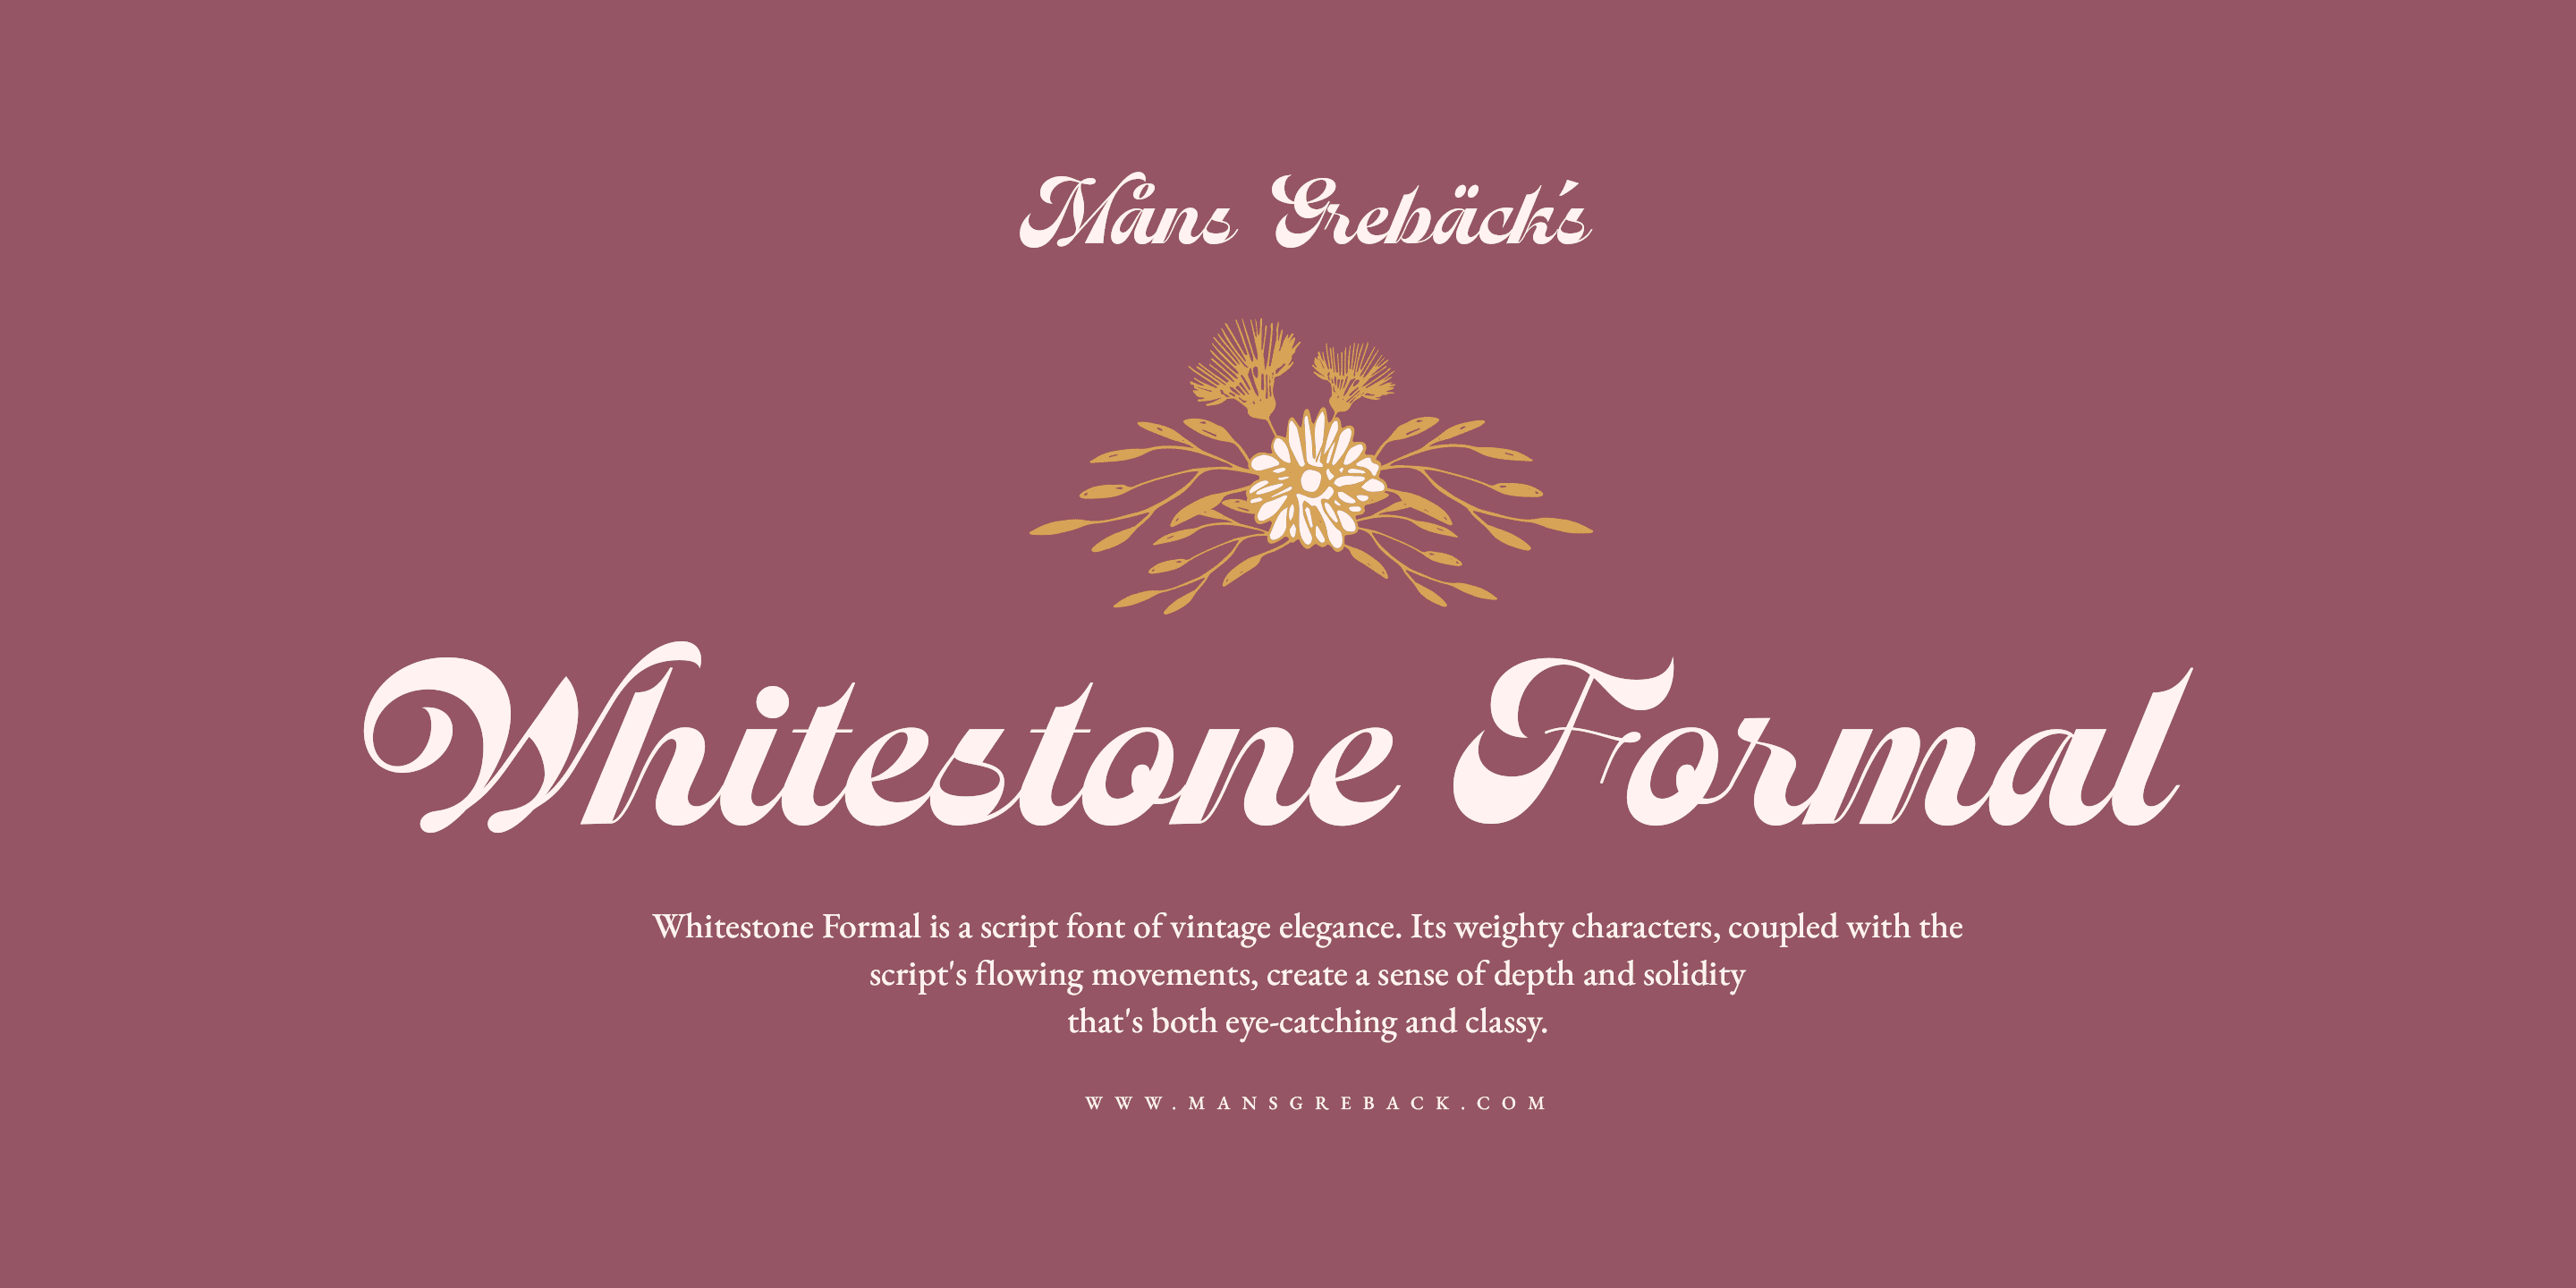 Måns Grebäck's
Whitestone Formal
Whitestone Formal is a script font of vintage elegance. Its weighty characters, coupled with the
script's flowing movements, create a sense of depth and solidity
that's both eye-catching and classy.
WWW.MANSGREBACK.COM